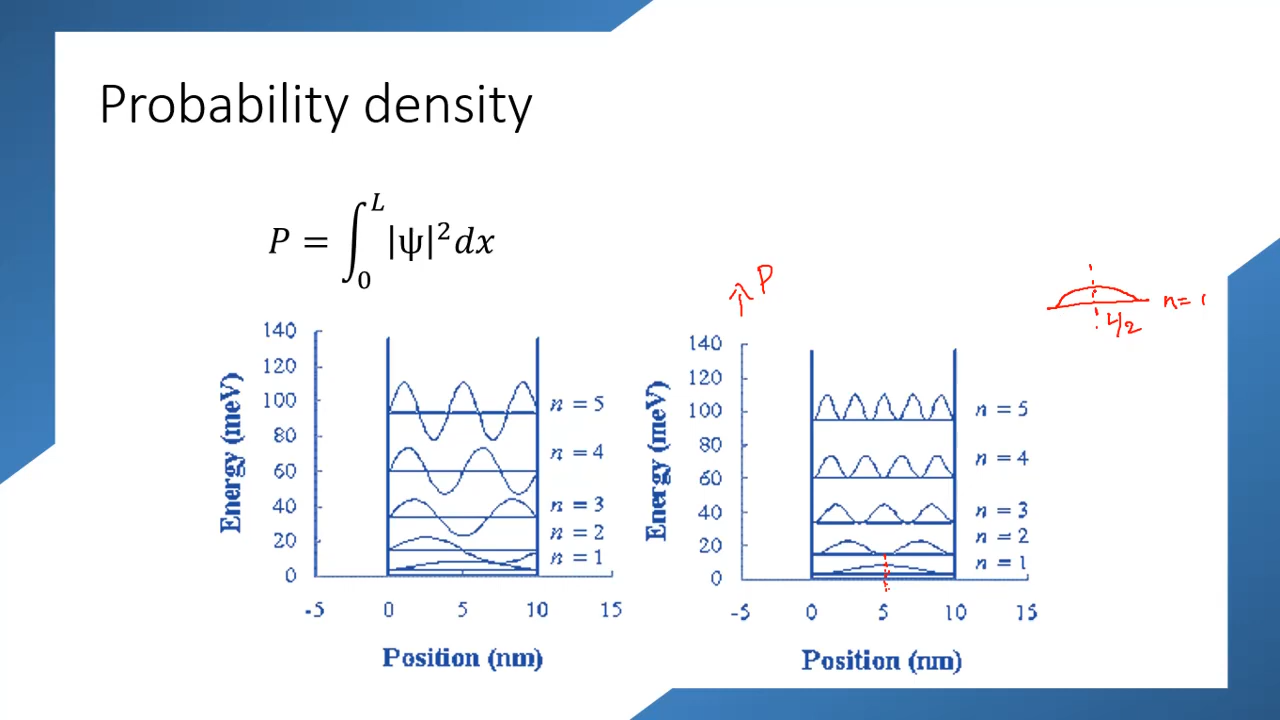 Probability density
P = ∫₀ᴸ |ψ|² dx
P
n=1
L/2
140
120
100
80
60
40
20
0
Energy (meV)
n = 5
n = 4
n = 3
n = 2
n = 1
-5 0 5 10 15
Position (nm)
140
120
100
80
60
40
20
0
Energy (meV)
n = 5
n = 4
n = 3
n = 2
n = 1
-5 0 5 10 15
Position (nm)